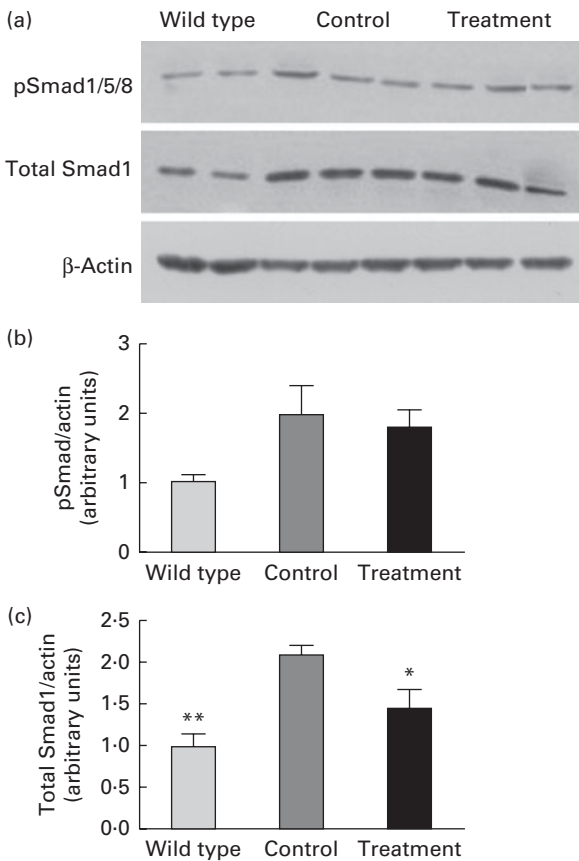 (a)
Wild type Control Treatment
pSmad1/5/8
Total Smad1
β-Actin
(b)
pSmad/actin
(arbitrary units)
3
2
1
0
Wild type Control Treatment
(c)
Total Smad1/actin
(arbitrary units)
2·5
2·0
1·5
1·0
0·5
0·0
**
*
Wild type Control Treatment